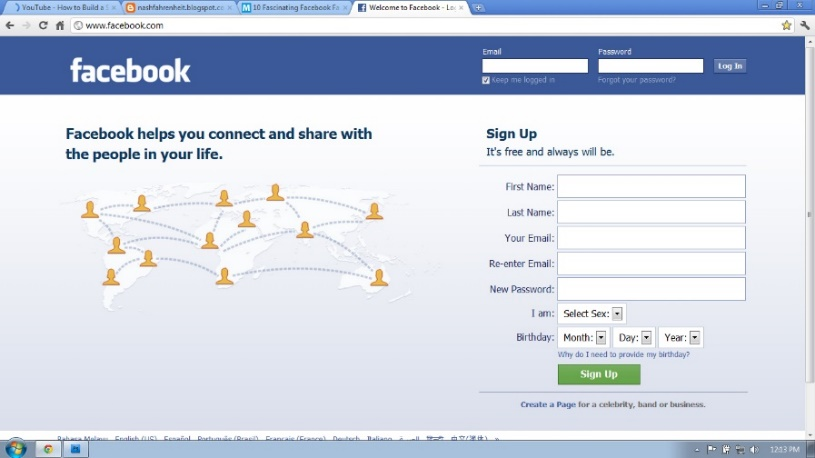 YouTube - How to Build a
nashfahrenheit.blogspot.c
10 Fascinating Facebook Fa
Welcome to Facebook - Lo
www.facebook.com
facebook
Email
Password
Log In
Keep me logged in
Forgot your password?
Facebook helps you connect and share with
the people in your life.
Sign Up
It's free and always will be.
First Name:
Last Name:
Your Email:
Re-enter Email:
New Password:
I am: Select Sex:
Birthday: Month: Day: Year:
Why do I need to provide my birthday?
Sign Up
Create a Page for a celebrity, band or business.
Bahasa Melayu English (US) Español Português (Brasil) Français (France) Deutsch Italiano
12:13 PM